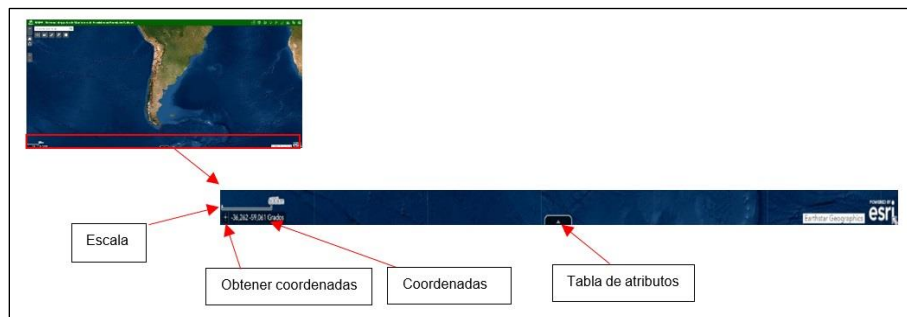 -36,262 -59,061 Grados
Earthstar Geographics
POWERED BY
esri
Escala
Obtener coordenadas
Coordenadas
Tabla de atributos